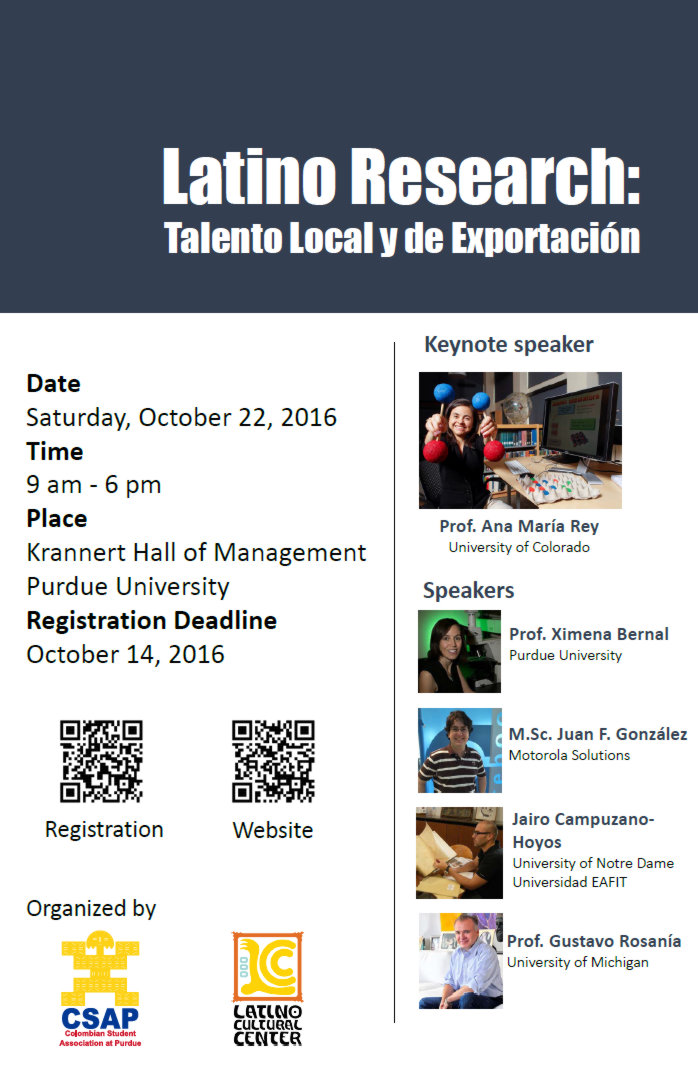 Latino Research:
Talento Local y de Exportación
Date
Saturday, October 22, 2016
Time
9 am - 6 pm
Place
Krannert Hall of Management
Purdue University
Registration Deadline
October 14, 2016
Registration
Website
Organized by
CSAP
Colombian Student
Association at Purdue
LATINO
CULTURAL
CENTER
Keynote speaker
Prof. Ana María Rey
University of Colorado
Speakers
Prof. Ximena Bernal
Purdue University
M.Sc. Juan F. González
Motorola Solutions
Jairo Campuzano-
Hoyos
University of Notre Dame
Universidad EAFIT
Prof. Gustavo Rosanía
University of Michigan